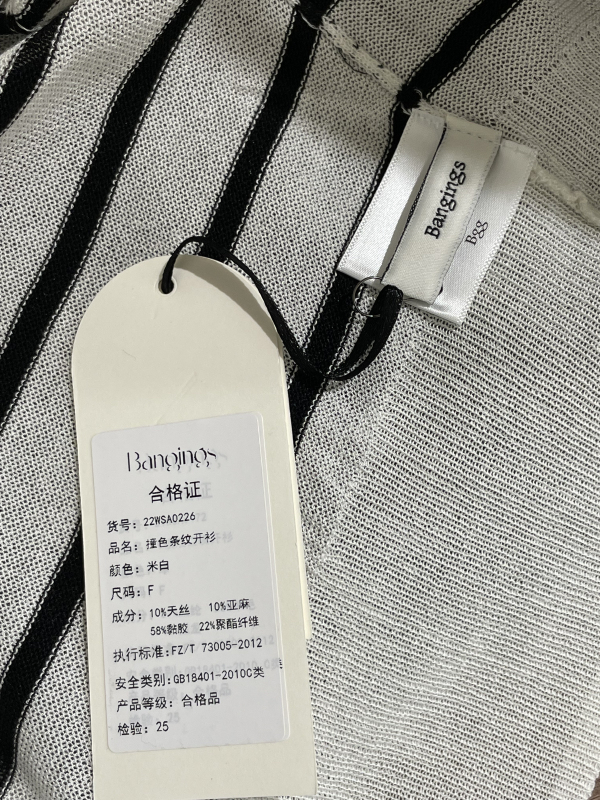 Bangings
Bgg
Bangings
合格证
货号：22WSA0226
品名：撞色条纹开衫
颜色：米白
尺码：F
成分：10%天丝 10%亚麻
58%黏胶 22%聚酯纤维
执行标准：FZ/T 73005-2012
安全类别：GB18401-2010C类
产品等级：合格品
检验：25